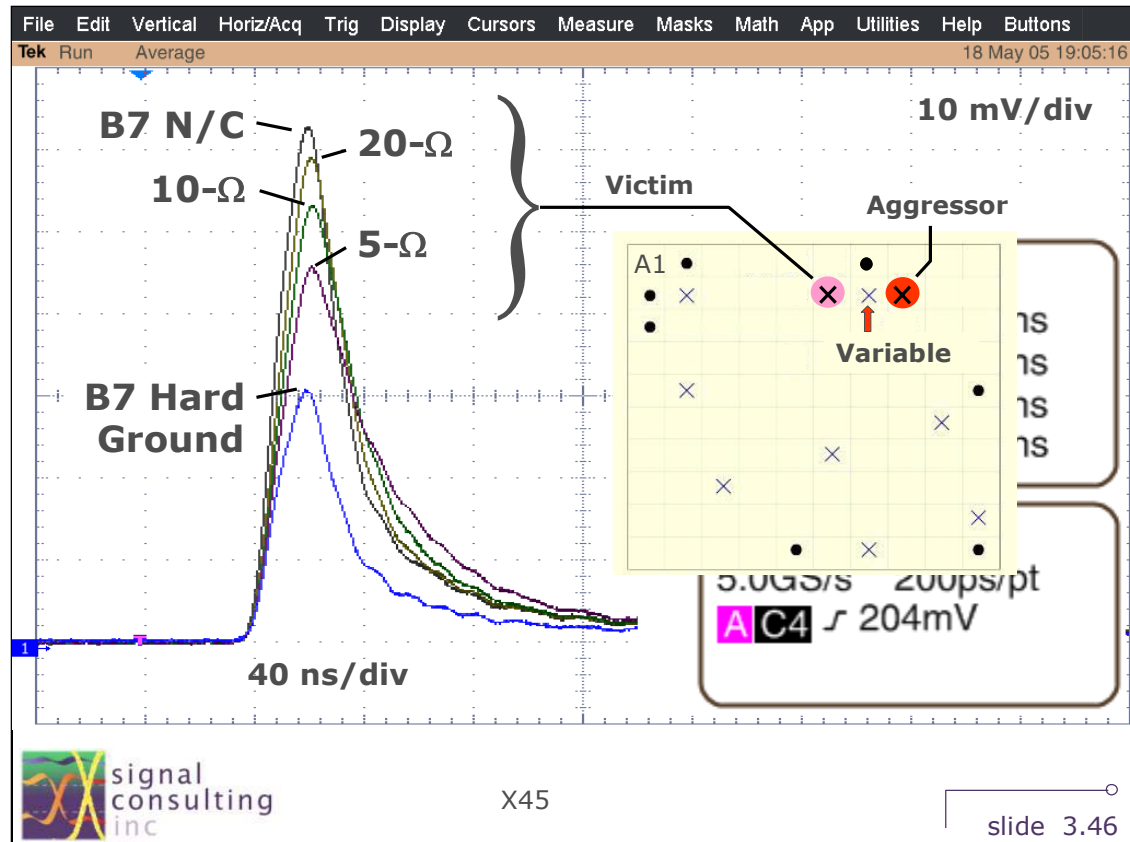 File Edit Vertical Horiz/Acq Trig Display Cursors Measure Masks Math App Utilities Help Buttons
Tek Run Average 18 May 05 19:05:16
10 mV/div
B7 N/C
20-Ω
10-Ω
5-Ω
Victim
Aggressor
A1
Variable
B7 Hard
Ground
ns
ns
ns
ns
5.0GS/s 200ps/pt
A C4 204mV
1
40 ns/div
signal
consulting
inc
X45
slide 3.46